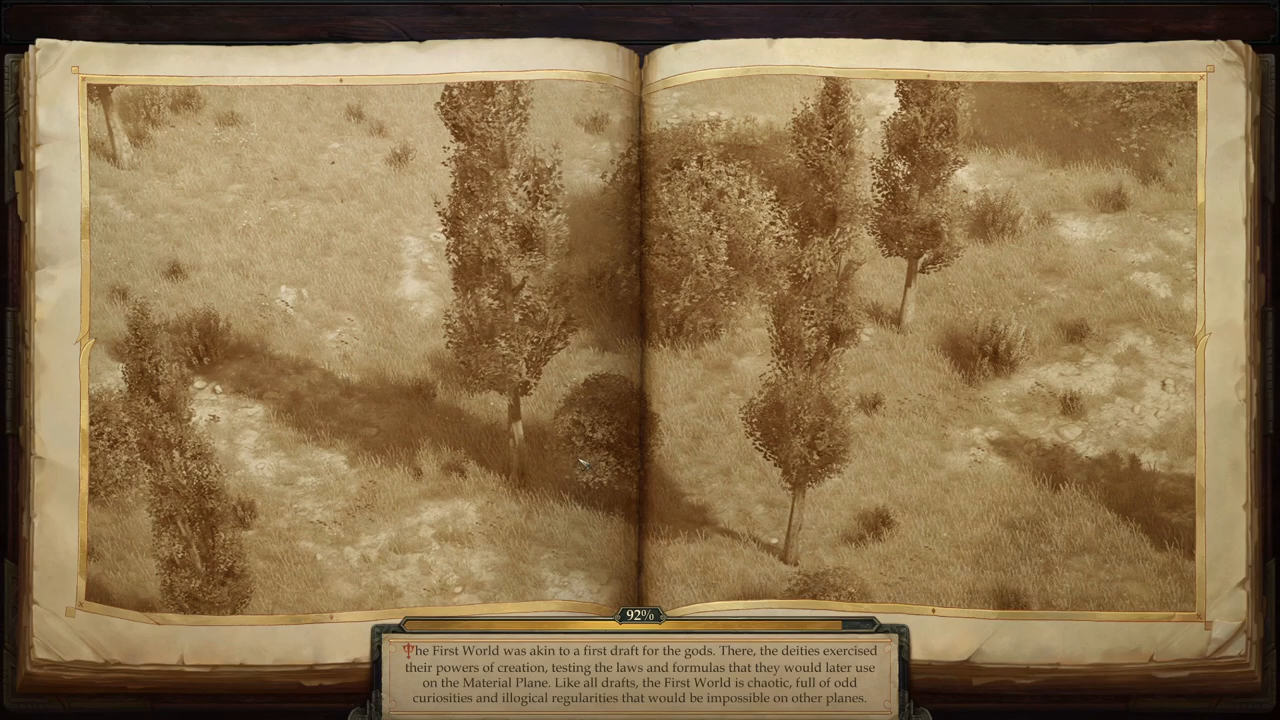 92%
The First World was akin to a first draft for the gods. There, the deities exercised
their powers of creation, testing the laws and formulas that they would later use
on the Material Plane. Like all drafts, the First World is chaotic, full of odd
curiosities and illogical regularities that would be impossible on other planes.